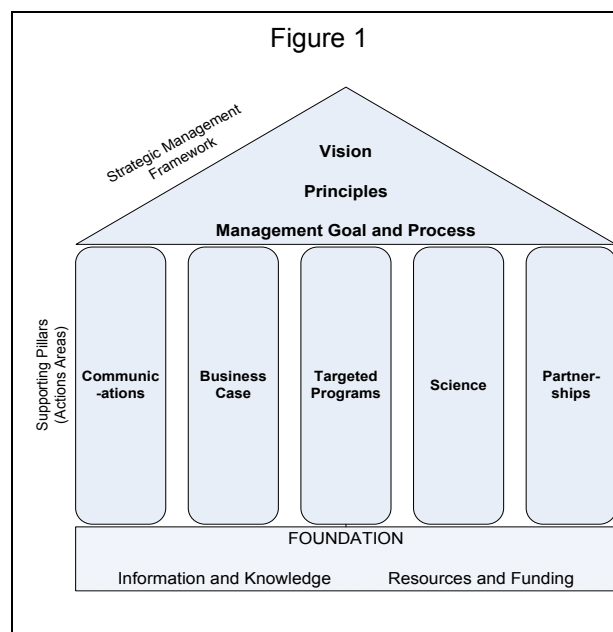 Figure 1
Strategic Management
Framework
Vision
Principles
Management Goal and Process
Supporting Pillars
(Actions Areas)
Communic
-ations
Business
Case
Targeted
Programs
Science
Partner-
ships
FOUNDATION
Information and Knowledge Resources and Funding